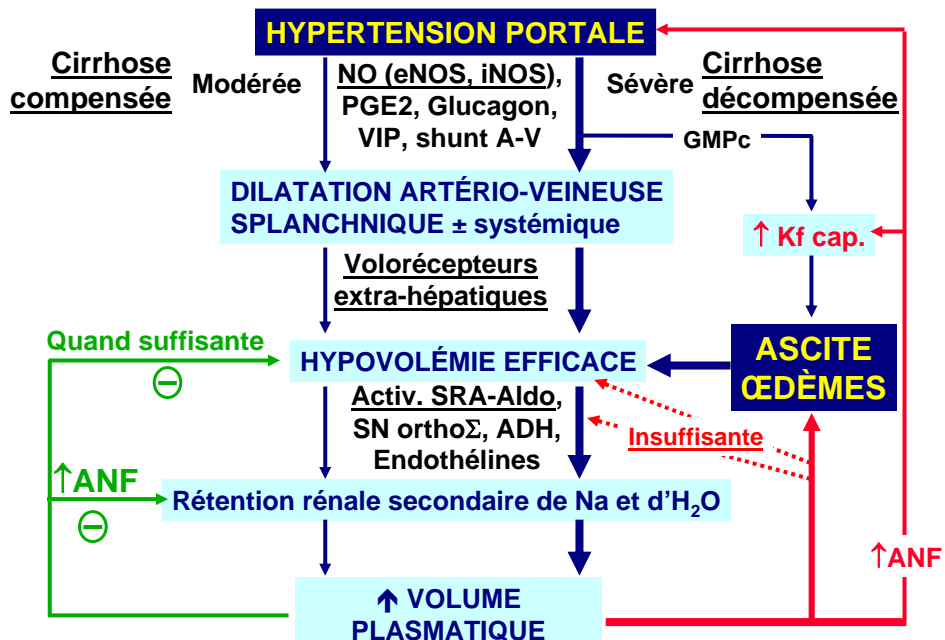 HYPERTENSION PORTALE
Cirrhose
compensée
Modérée
NO (eNOS, iNOS),
PGE2, Glucagon,
VIP, shunt A-V
Sévère
Cirrhose
décompensée
GMPc
DILATATION ARTÉRIO-VEINEUSE
SPLANCHNIQUE ± systémique
↑ Kf cap.
Volorécepteurs
extra-hépatiques
Quand suffisante
HYPOVOLÉMIE EFFICACE
ASCITE
ŒDÈMES
Activ. SRA-Aldo,
SN orthoΣ, ADH,
Endothélines
Insuffisante
↑ANF
Rétention rénale secondaire de Na et d’H₂O
↑ANF
↑ VOLUME
PLASMATIQUE